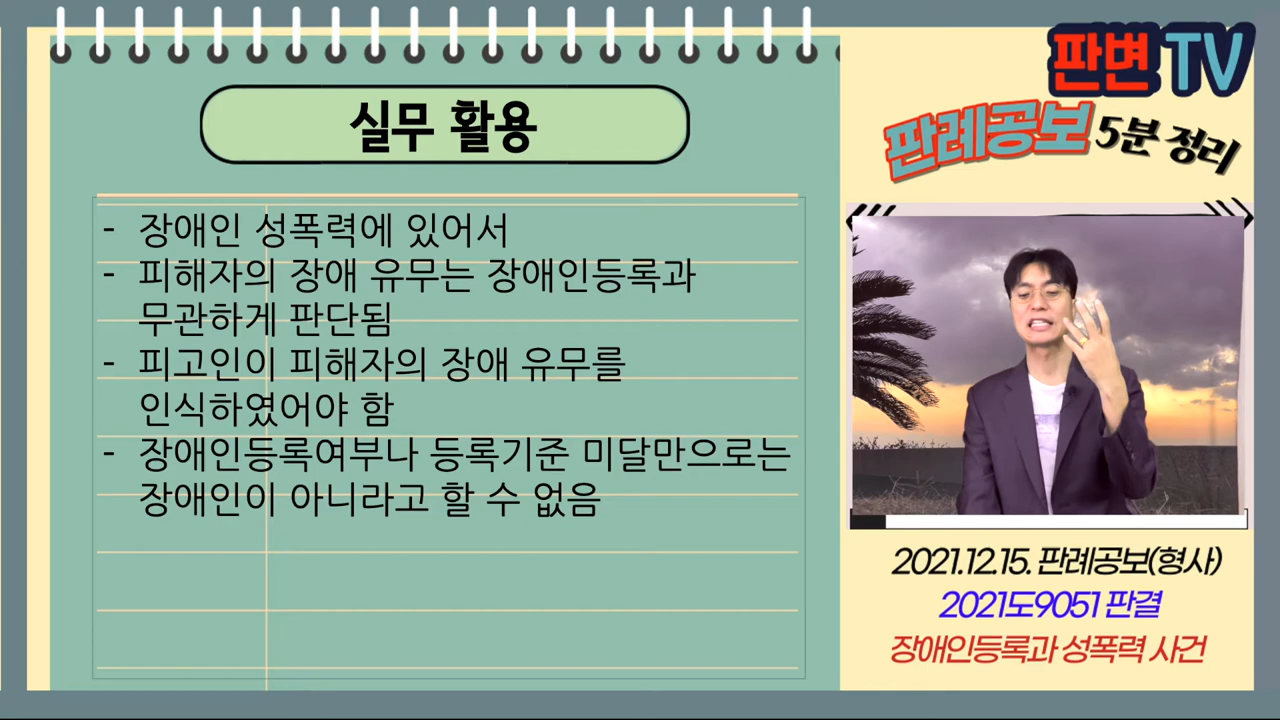 실무 활용
- 장애인 성폭력에 있어서
- 피해자의 장애 유무는 장애인등록과
무관하게 판단됨
- 피고인이 피해자의 장애 유무를
인식하였어야 함
- 장애인등록여부나 등록기준 미달만으로는
장애인이 아니라고 할 수 없음
판변 TV
판례공보 5분 정리
2021.12.15. 판례공보(형사)
2021도9051 판결
장애인등록과 성폭력 사건